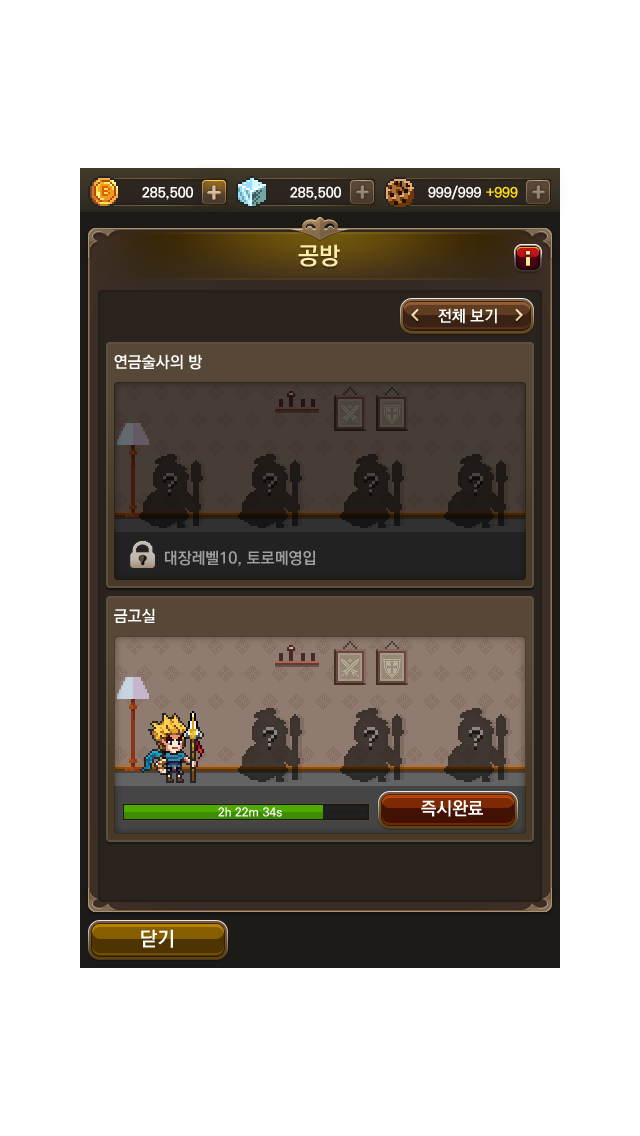 285,500 285,500 999/999 +999
공방
전체 보기
연금술사의 방
대장레벨10, 토로메영입
금고실
2h 22m 34s
즉시완료
닫기